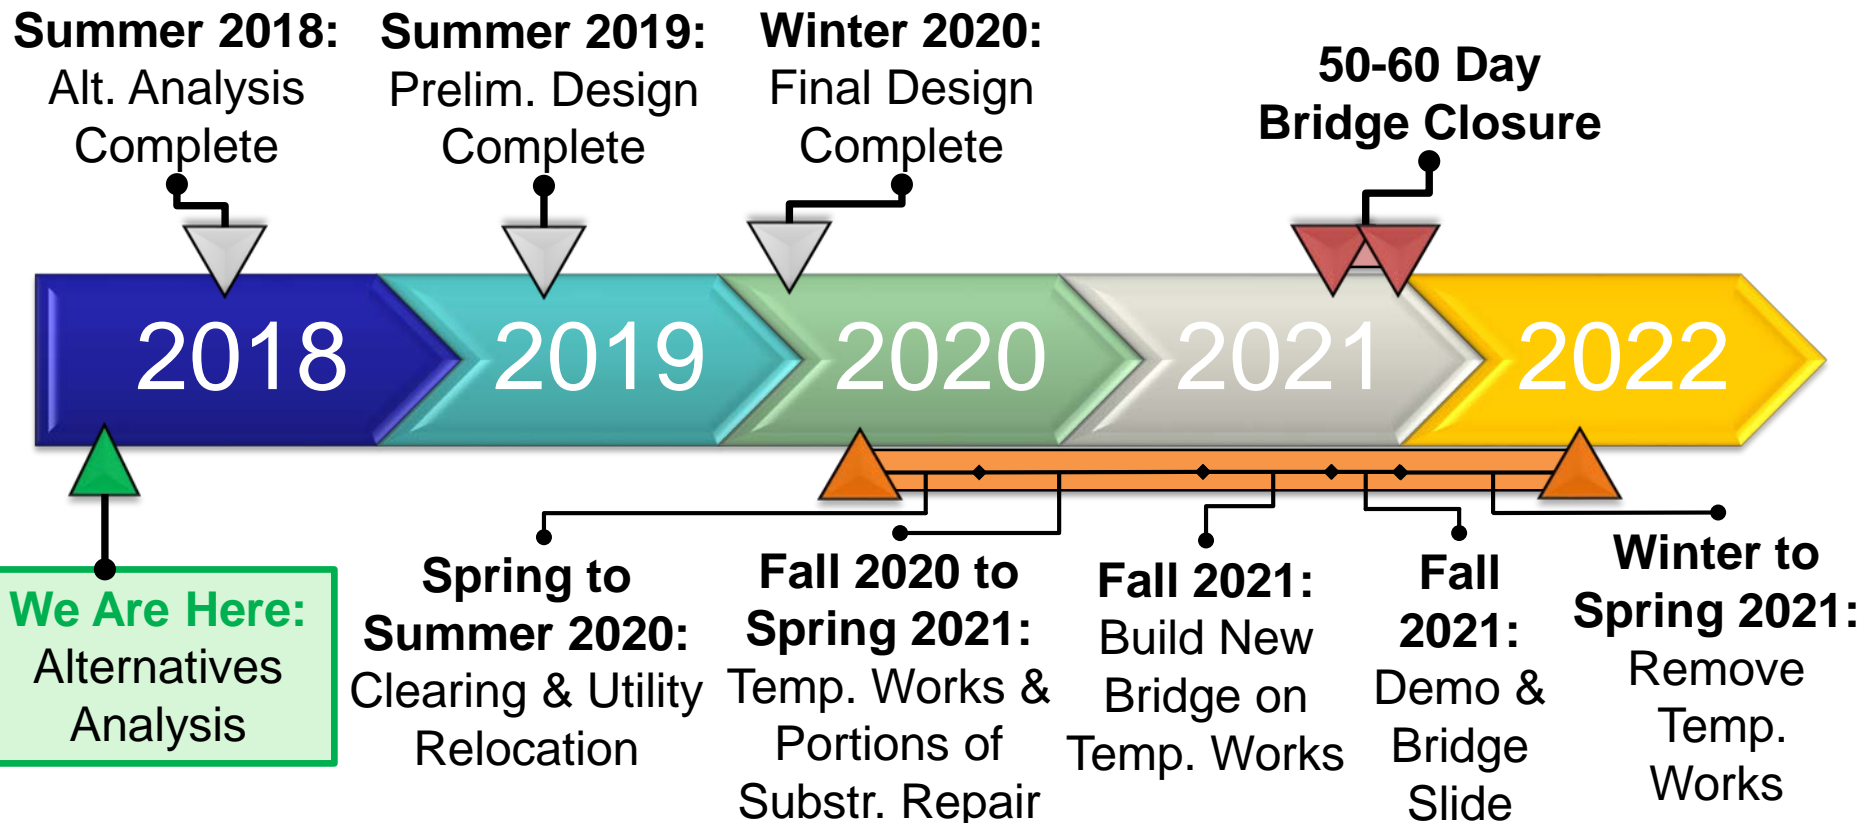 Summer 2018:
Alt. Analysis
Complete
Summer 2019:
Prelim. Design
Complete
Winter 2020:
Final Design
Complete
50-60 Day
Bridge Closure
2018
2019
2020
2021
2022
We Are Here:
Alternatives
Analysis
Spring to
Summer 2020:
Clearing & Utility
Relocation
Fall 2020 to
Spring 2021:
Temp. Works &
Portions of
Substr. Repair
Fall 2021:
Build New
Bridge on
Temp. Works
Fall
2021:
Demo &
Bridge
Slide
Winter to
Spring 2021:
Remove
Temp.
Works